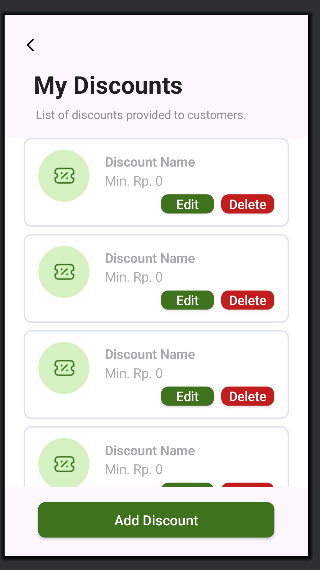 My Discounts
List of discounts provided to customers.
Discount Name
Min. Rp. 0
Edit Delete
Discount Name
Min. Rp. 0
Edit Delete
Discount Name
Min. Rp. 0
Edit Delete
Discount Name
Min. Rp. 0
Add Discount